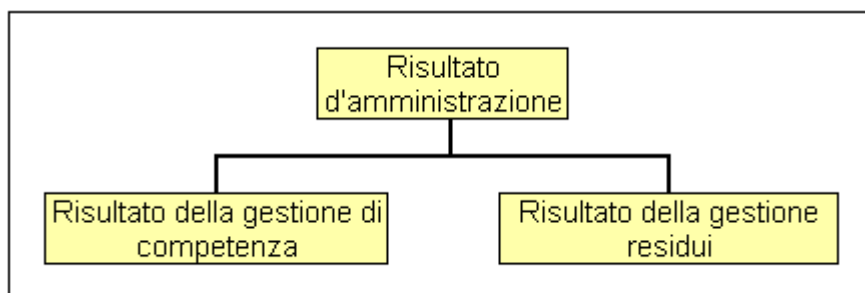 Risultato
d'amministrazione
Risultato della gestione di
competenza
Risultato della gestione
residui